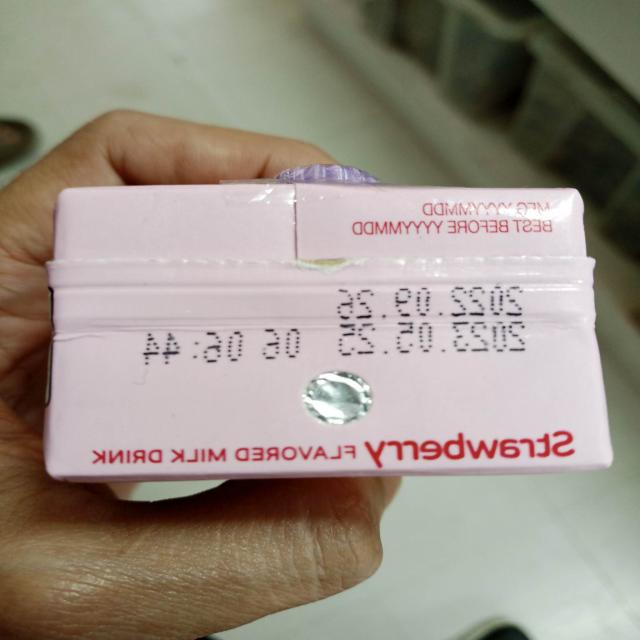 MFG YYYYMMDD
BEST BEFORE YYYYMMDD
2022.09.26
2023.05.25 06 06:44
Strawberry FLAVORED MILK DRINK